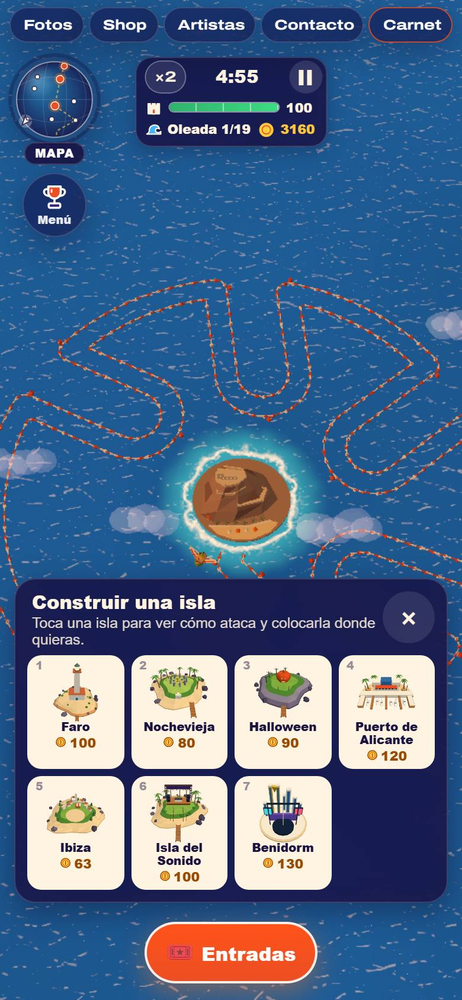 Fotos Shop Artistas Contacto Carnet
×2 4:55
100
MAPA
Oleada 1/19 3160
Menú
Construir una isla
Toca una isla para ver cómo ataca y colocarla donde
quieras.
×
1
Faro
100
2
Nochevieja
80
3
Halloween
90
4
Puerto de
Alicante
120
5
Ibiza
63
6
Isla del
Sonido
100
7
Benidorm
130
Entradas